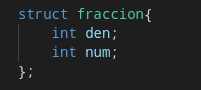 struct fraccion{
    int den;
    int num;
};